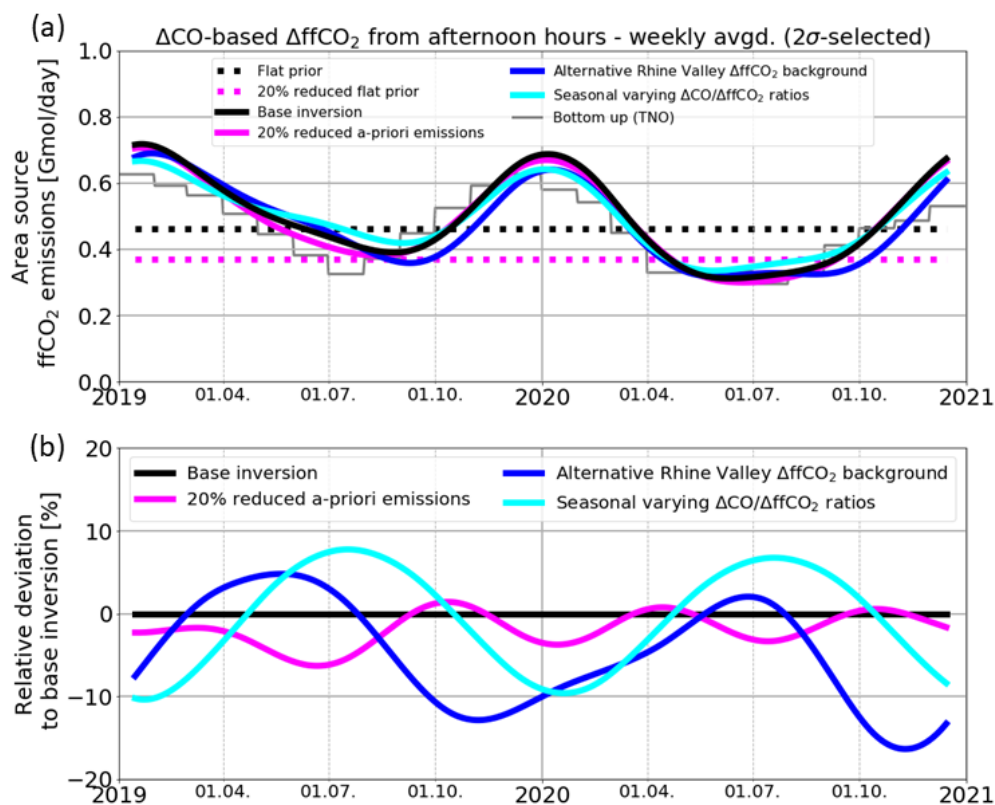 (a)
ΔCO-based ΔffCO₂ from afternoon hours - weekly avgd. (2σ-selected)
Area source
ffCO₂ emissions [Gmol/day]
1.0
0.8
0.6
0.4
0.2
0.0
Flat prior
20% reduced flat prior
Base inversion
20% reduced a-priori emissions
Alternative Rhine Valley ΔffCO₂ background
Seasonal varying ΔCO/ΔffCO₂ ratios
Bottom up (TNO)
2019
01.04.
01.07.
01.10.
2020
01.04.
01.07.
01.10.
2021
(b)
Relative deviation
to base inversion [%]
20
10
0
−10
−20
Base inversion
20% reduced a-priori emissions
Alternative Rhine Valley ΔffCO₂ background
Seasonal varying ΔCO/ΔffCO₂ ratios
2019
01.04.
01.07.
01.10.
2020
01.04.
01.07.
01.10.
2021